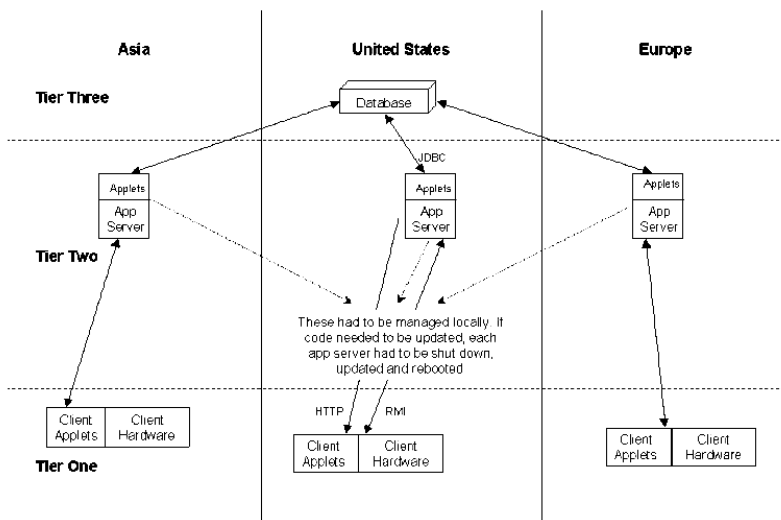 Asia
United States
Europe
Tier Three
Database
JDBC
Applets
App
Server
Applets
App
Server
Applets
App
Server
Tier Two
These had to be managed locally. If
code needed to be updated, each
app server had to be shut down,
updated and rebooted
HTTP
RMI
Client
Applets
Client
Hardware
Client
Applets
Client
Hardware
Client
Applets
Client
Hardware
Tier One